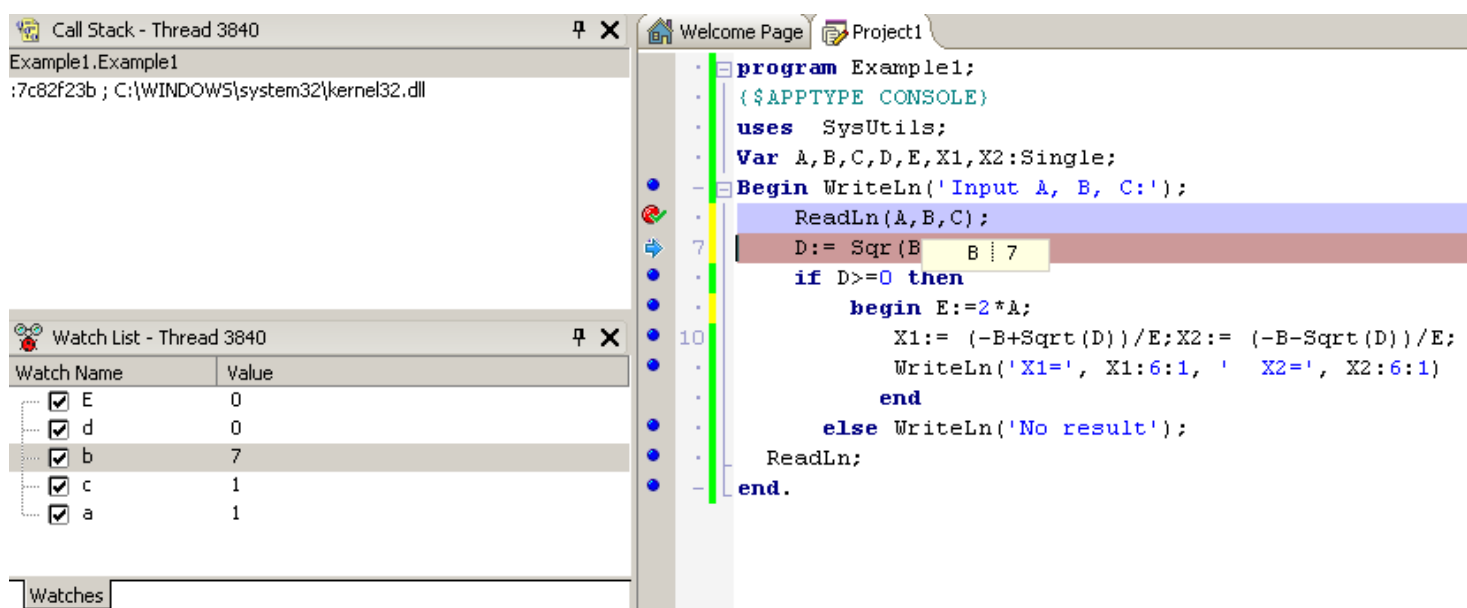 Call Stack - Thread 3840
Example1.Example1
:7c82f23b ; C:\WINDOWS\system32\kernel32.dll
Watch List - Thread 3840
Watch Name Value
E 0
d 0
b 7
c 1
a 1
Watches
Welcome Page Project1
program Example1;
{$APPTYPE CONSOLE}
uses SysUtils;
Var A,B,C,D,E,X1,X2:Single;
Begin WriteLn('Input A, B, C:');
ReadLn(A,B,C);
7 D:= Sqr(B B 7
if D>=0 then
begin E:=2*A;
10 X1:= (-B+Sqrt(D))/E;X2:= (-B-Sqrt(D))/E;
WriteLn('X1=', X1:6:1, '  X2=', X2:6:1)
end
else WriteLn('No result');
ReadLn;
end.